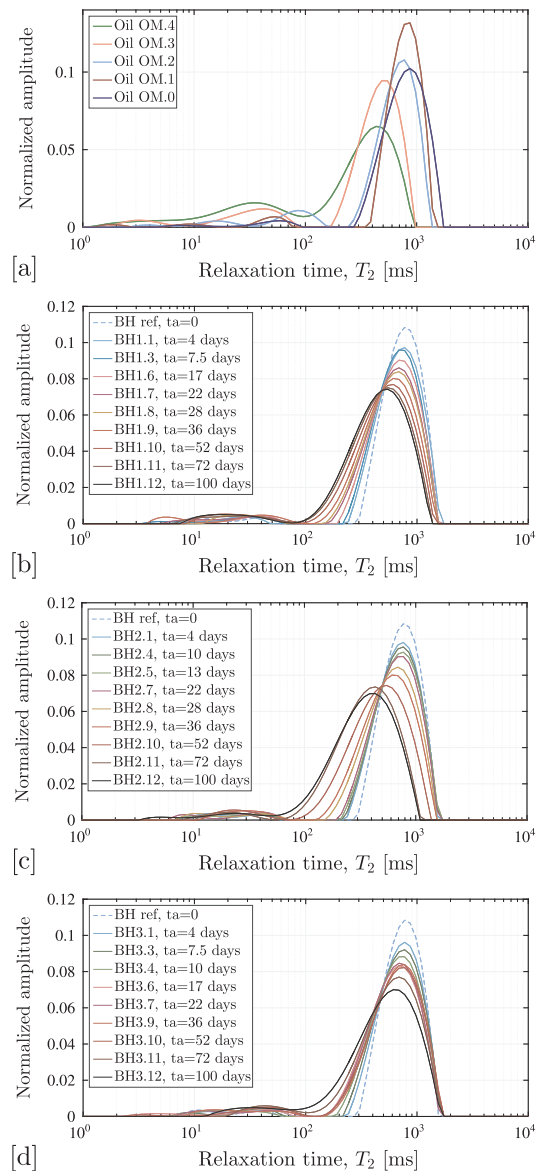 Oil OM.4
Oil OM.3
Oil OM.2
Oil OM.1
Oil OM.0
0.1
0.05
0
Normalized amplitude
10^0
10^1
10^2
10^3
10^4
[a]
Relaxation time, T_2 [ms]
BH ref, ta=0
BH1.1, ta=4 days
BH1.3, ta=7.5 days
BH1.6, ta=17 days
BH1.7, ta=22 days
BH1.8, ta=28 days
BH1.9, ta=36 days
BH1.10, ta=52 days
BH1.11, ta=72 days
BH1.12, ta=100 days
0.12
0.1
0.08
0.06
0.04
0.02
0
Normalized amplitude
10^0
10^1
10^2
10^3
10^4
[b]
Relaxation time, T_2 [ms]
BH ref, ta=0
BH2.1, ta=4 days
BH2.4, ta=10 days
BH2.5, ta=13 days
BH2.7, ta=22 days
BH2.8, ta=28 days
BH2.9, ta=36 days
BH2.10, ta=52 days
BH2.11, ta=72 days
BH2.12, ta=100 days
0.12
0.1
0.08
0.06
0.04
0.02
0
Normalized amplitude
10^0
10^1
10^2
10^3
10^4
[c]
Relaxation time, T_2 [ms]
BH ref, ta=0
BH3.1, ta=4 days
BH3.3, ta=7.5 days
BH3.4, ta=10 days
BH3.6, ta=17 days
BH3.7, ta=22 days
BH3.9, ta=36 days
BH3.10, ta=52 days
BH3.11, ta=72 days
BH3.12, ta=100 days
0.12
0.1
0.08
0.06
0.04
0.02
0
Normalized amplitude
10^0
10^1
10^2
10^3
10^4
[d]
Relaxation time, T_2 [ms]